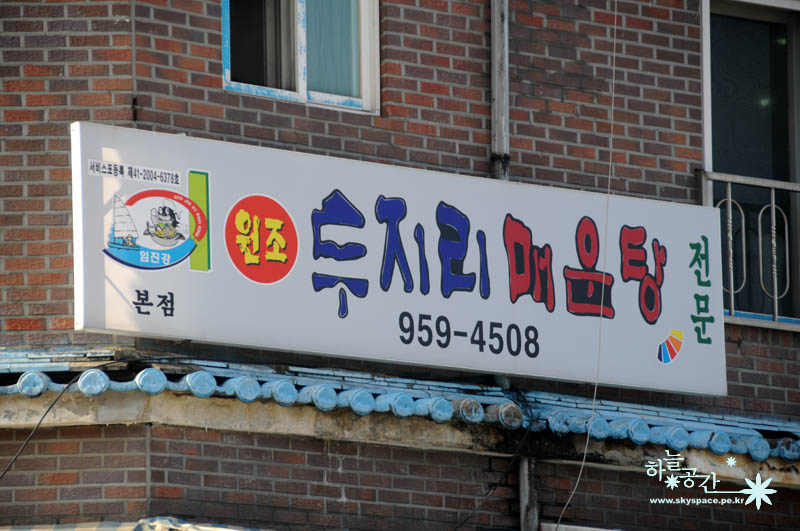 서비스표등록 제41-2004-6378호
임진강
본점
원조
두지리 매운탕 전문
959-4508
하늘공간
www.skyspace.pe.kr